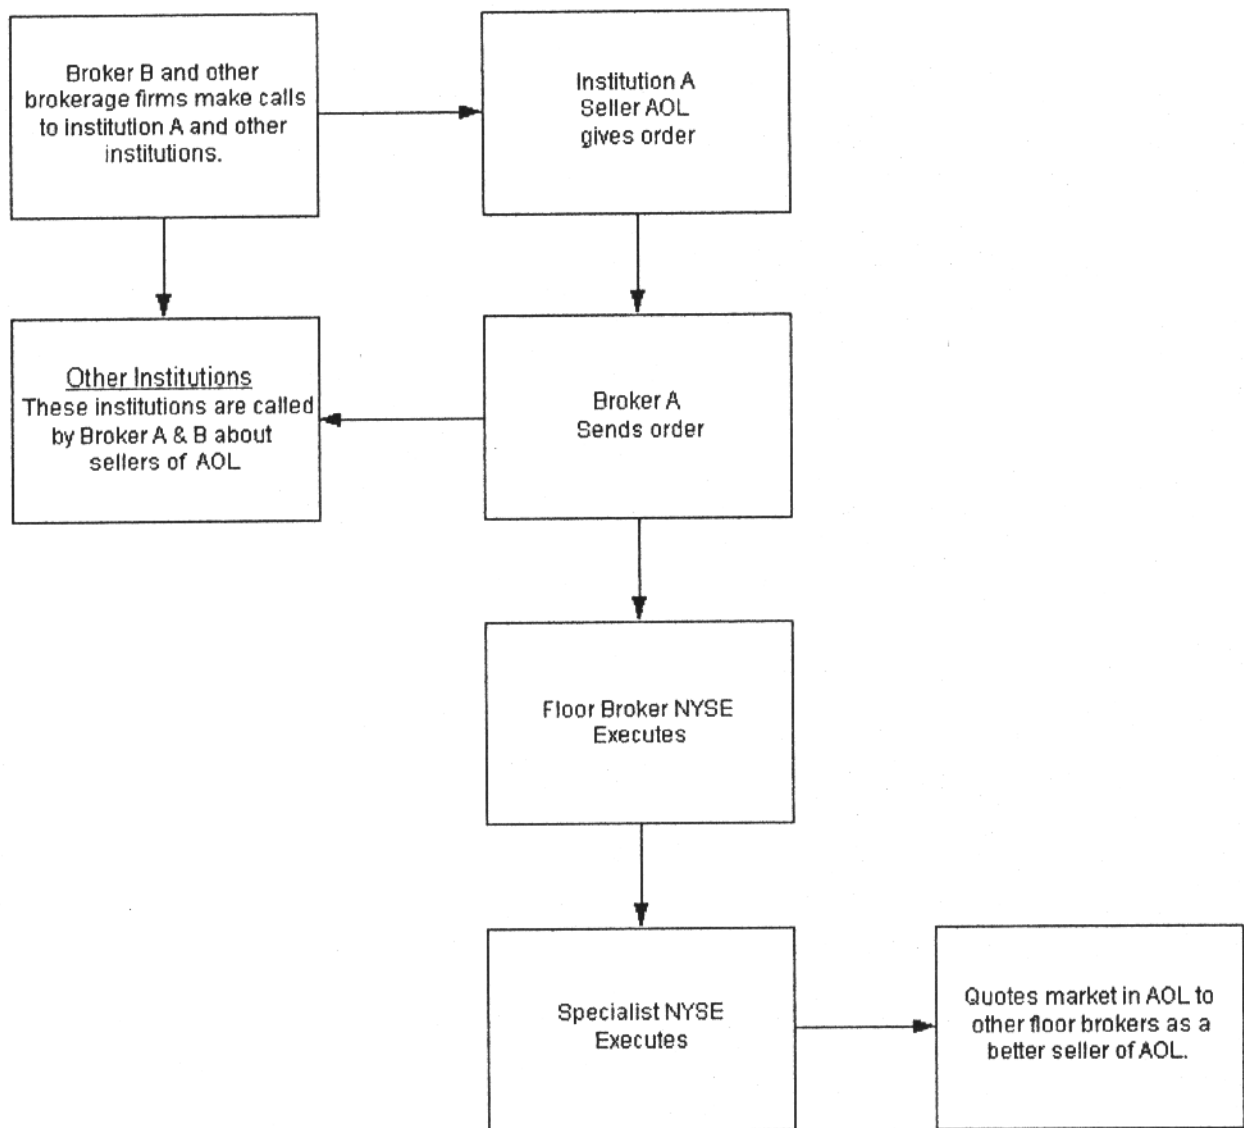 Broker B and other
brokerage firms make calls
to institution A and other
institutions.
Institution A
Seller AOL
gives order
Other Institutions
These institutions are called
by Broker A & B about
sellers of AOL
Broker A
Sends order
Floor Broker NYSE
Executes
Specialist NYSE
Executes
Quotes market in AOL to
other floor brokers as a
better seller of AOL.